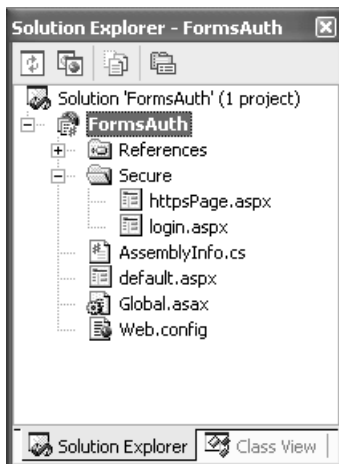 Solution Explorer - FormsAuth
Solution 'FormsAuth' (1 project)
FormsAuth
References
Secure
httpsPage.aspx
login.aspx
AssemblyInfo.cs
default.aspx
Global.asax
Web.config
Solution Explorer Class View